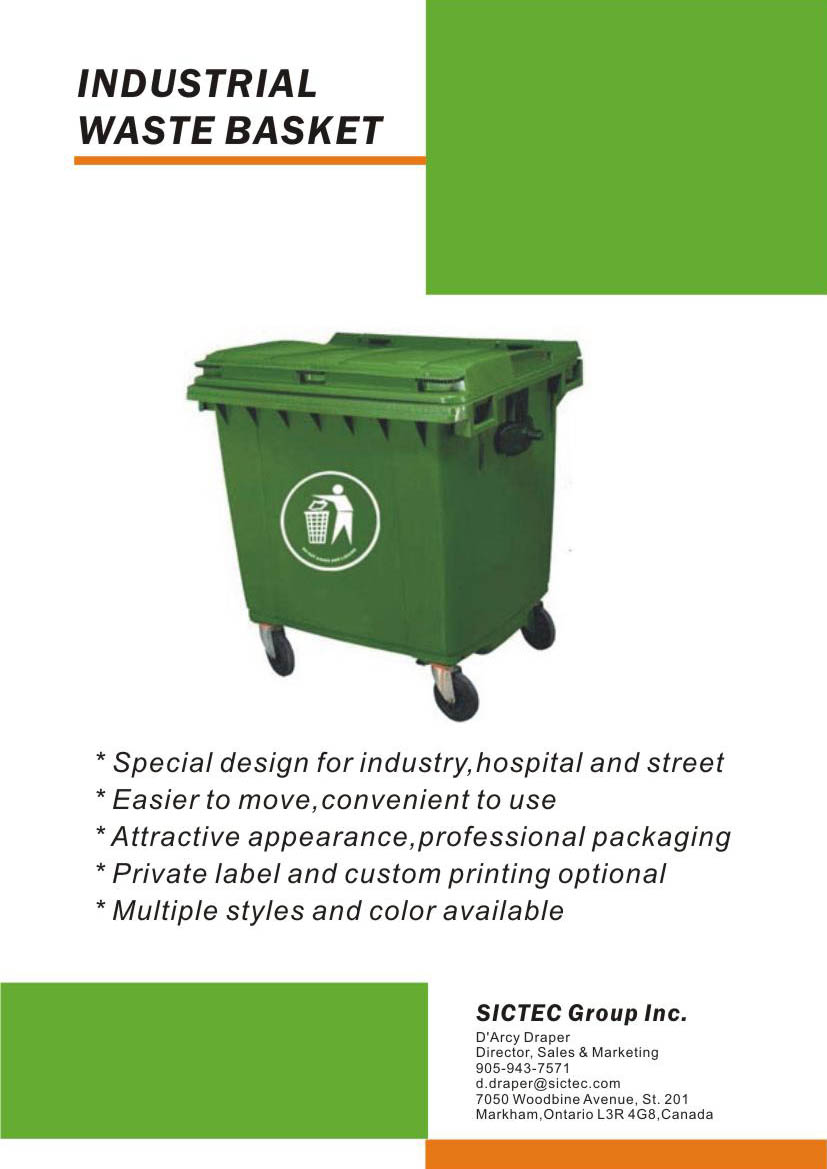 INDUSTRIAL
WASTE BASKET
* Special design for industry,hospital and street
* Easier to move,convenient to use
* Attractive appearance,professional packaging
* Private label and custom printing optional
* Multiple styles and color available
SICTEC Group Inc.
D'Arcy Draper
Director, Sales & Marketing
905-943-7571
d.draper@sictec.com
7050 Woodbine Avenue, St. 201
Markham,Ontario L3R 4G8,Canada